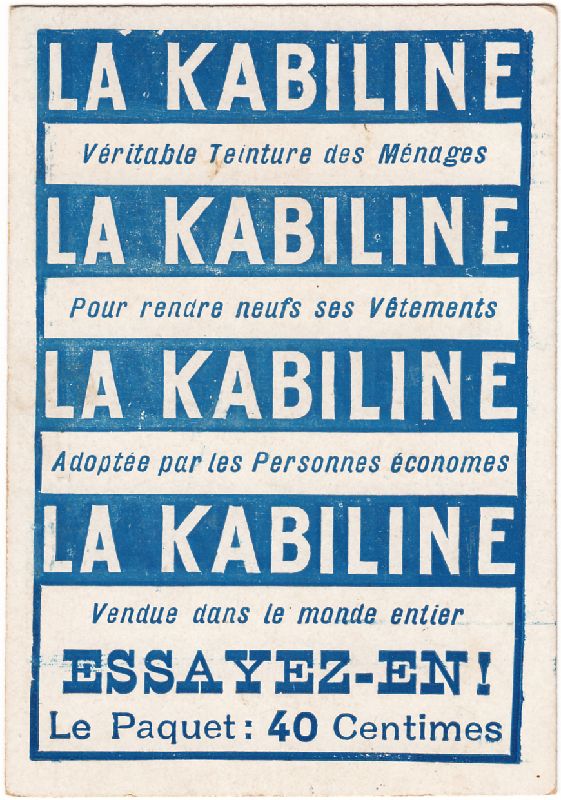 LA KABILINE
Véritable Teinture des Ménages
LA KABILINE
Pour rendre neufs ses Vêtements
LA KABILINE
Adoptée par les Personnes économes
LA KABILINE
Vendue dans le monde entier
ESSAYEZ-EN!
Le Paquet: 40 Centimes